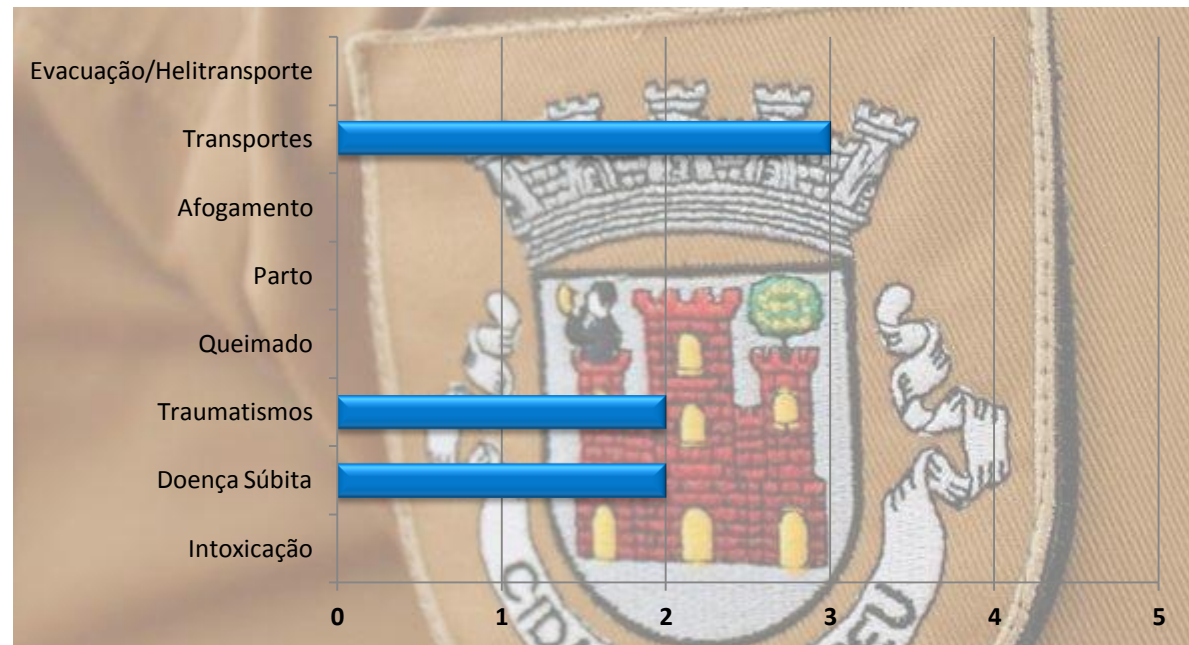 Evacuação/Helitransporte
Transportes
Afogamento
Parto
Queimado
Traumatismos
Doença Súbita
Intoxicação
0 1 2 3 4 5